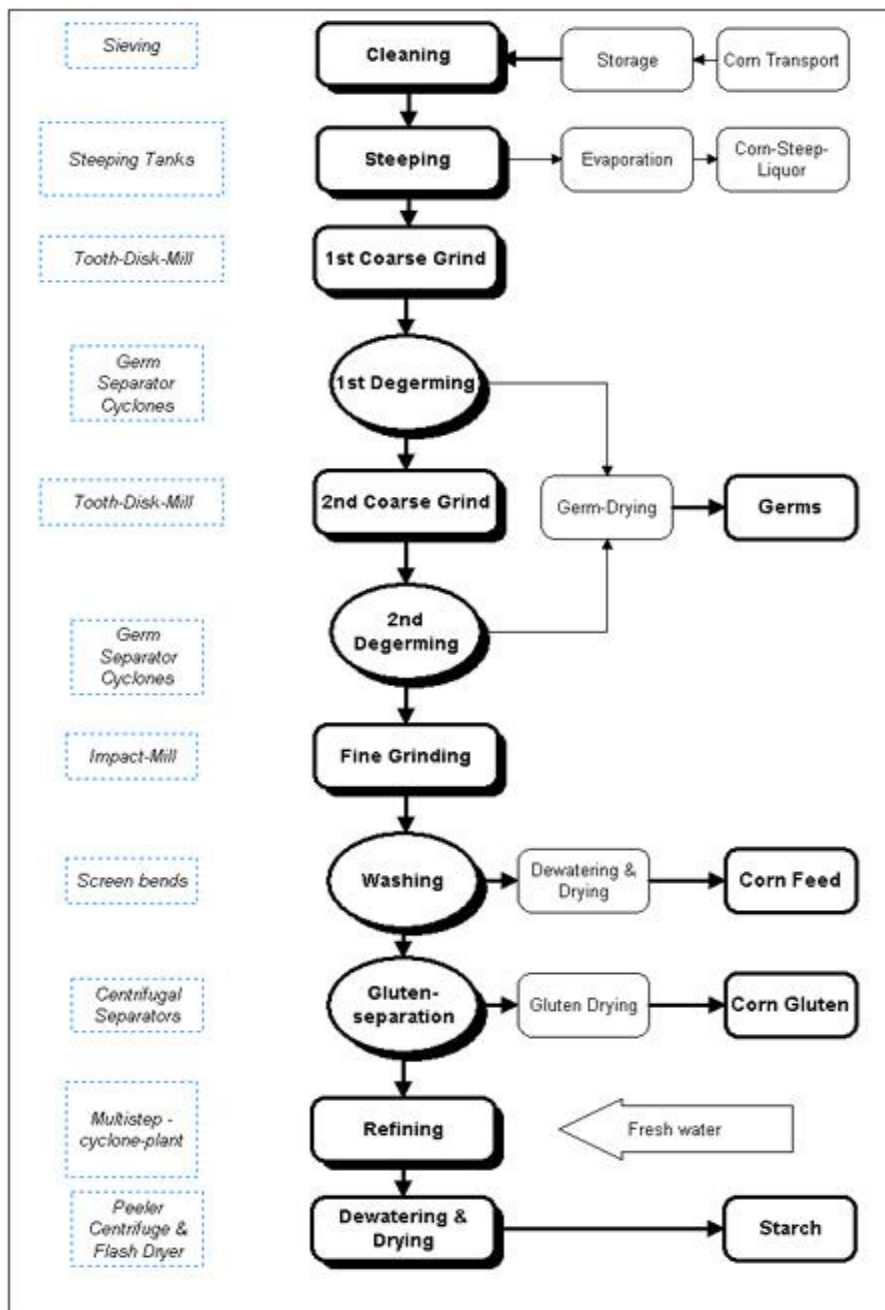 Sieving
Cleaning
Storage
Corn Transport
Steeping Tanks
Steeping
Evaporation
Corn-Steep-
Liquor
Tooth-Disk-Mill
1st Coarse Grind
Germ
Separator
Cyclones
1st Degerming
Tooth-Disk-Mill
2nd Coarse Grind
Germ-Drying
Germs
Germ
Separator
Cyclones
2nd
Degerming
Impact-Mill
Fine Grinding
Screen bends
Washing
Dewatering &
Drying
Corn Feed
Centrifugal
Separators
Gluten-
separation
Gluten Drying
Corn Gluten
Multistep -
cyclone-plant
Refining
Fresh water
Peeler
Centrifuge &
Flash Dryer
Dewatering &
Drying
Starch